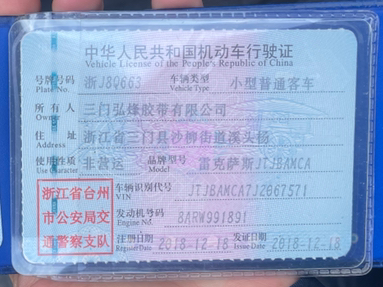 中华人民共和国机动车行驶证
Vehicle License of the People's Republic of China
号牌号码 浙J8Q663 车辆类型 小型普通客车
Plate No. Vehicle Type
所有人 三门弘烽胶带有限公司
Owner
住址 浙江省三门县沙柳街道溪头杨
Address
使用性质 非营运 品牌型号 雷克萨斯JTJBAMCA
Use Character Model
浙江省台州
市公安局交
通警察支队
车辆识别代号 JTJBAMCA7J2067571
VIN
发动机号码 8ARW991891
Engine No.
注册日期 2018-12-18 发证日期 2018-12-18
Register Date Issue Date